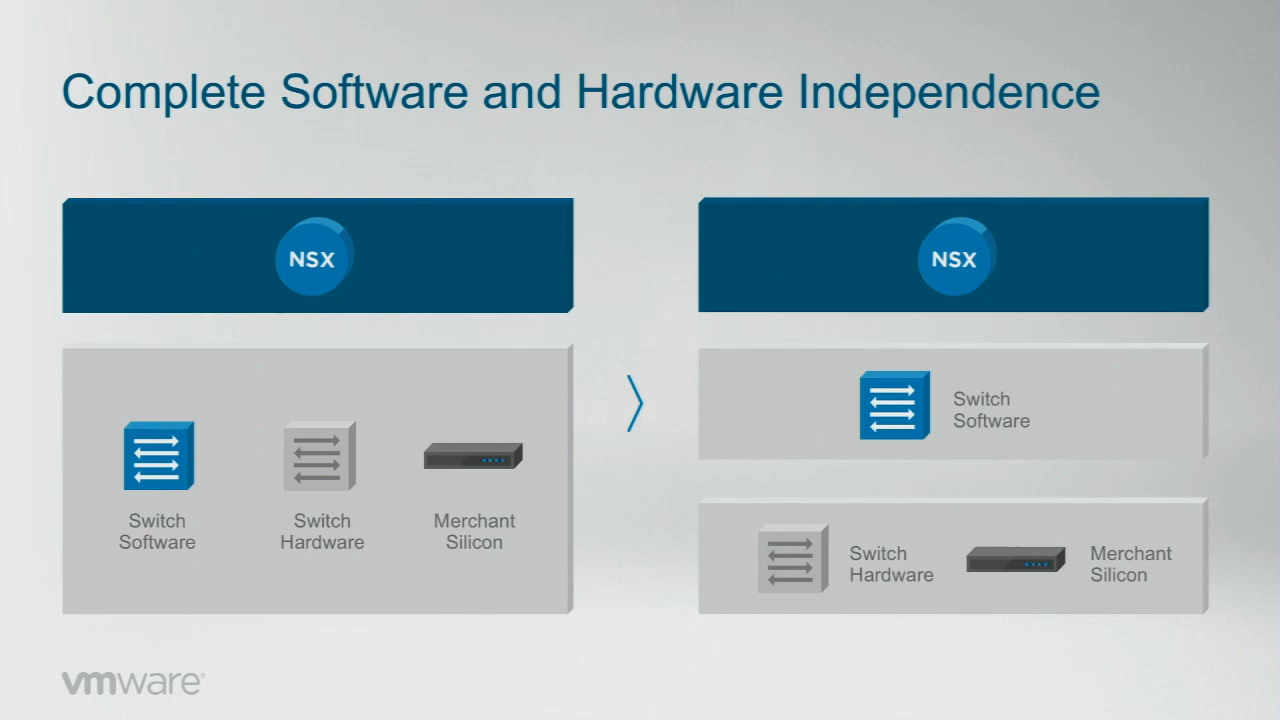 Complete Software and Hardware Independence
NSX
NSX
Switch
Software
Switch
Hardware
Merchant
Silicon
Switch
Software
Switch
Hardware
Merchant
Silicon
vmware